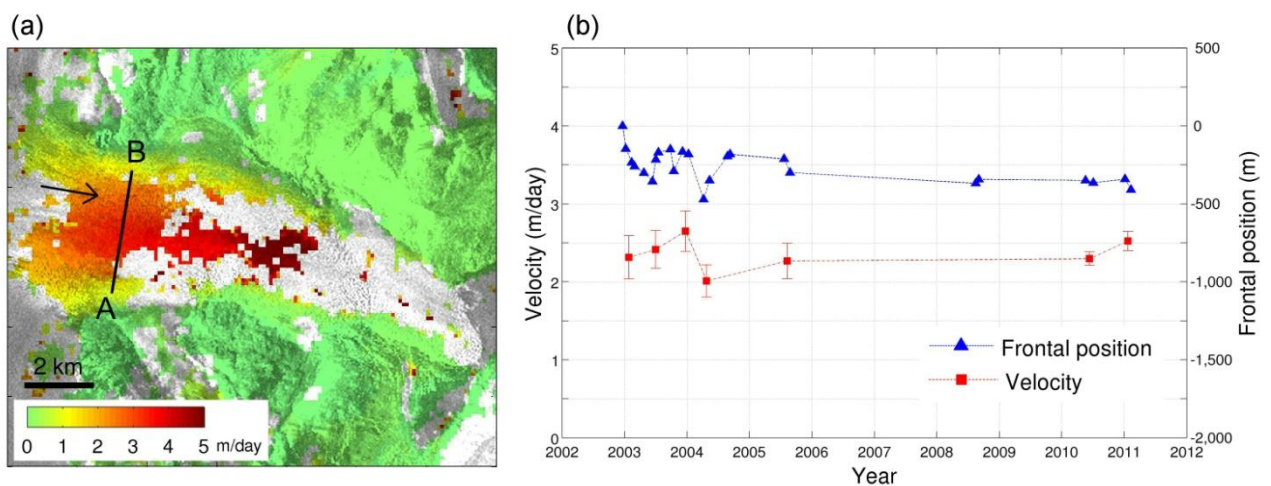 (a)
B
A
2 km
0 1 2 3 4 5 m/day
(b)
5
4
3
2
1
0
Velocity (m/day)
500
0
-500
-1,000
-1,500
-2,000
Frontal position (m)
Frontal position
Velocity
2002 2003 2004 2005 2006 2007 2008 2009 2010 2011 2012
Year